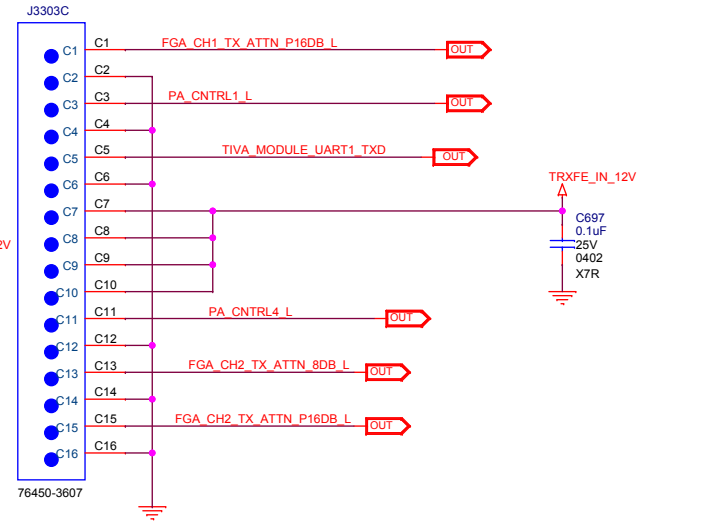 J3303C
C1 C1 FGA_CH1_TX_ATTN_P16DB_L OUT
C2 C2
C3 C3 PA_CNTRL1_L OUT
C4 C4
C5 C5 TIVA_MODULE_UART1_TXD OUT
C6 C6
TRXFE_IN_12V
C7 C7
C697
0.1uF
C8 C8
2V
25V
C9 C9
0402
X7R
C10 C10
C11 C11 PA_CNTRL4_L OUT
C12 C12
C13 C13 FGA_CH2_TX_ATTN_8DB_L OUT
C14 C14
C15 C15 FGA_CH2_TX_ATTN_P16DB_L OUT
C16 C16
76450-3607